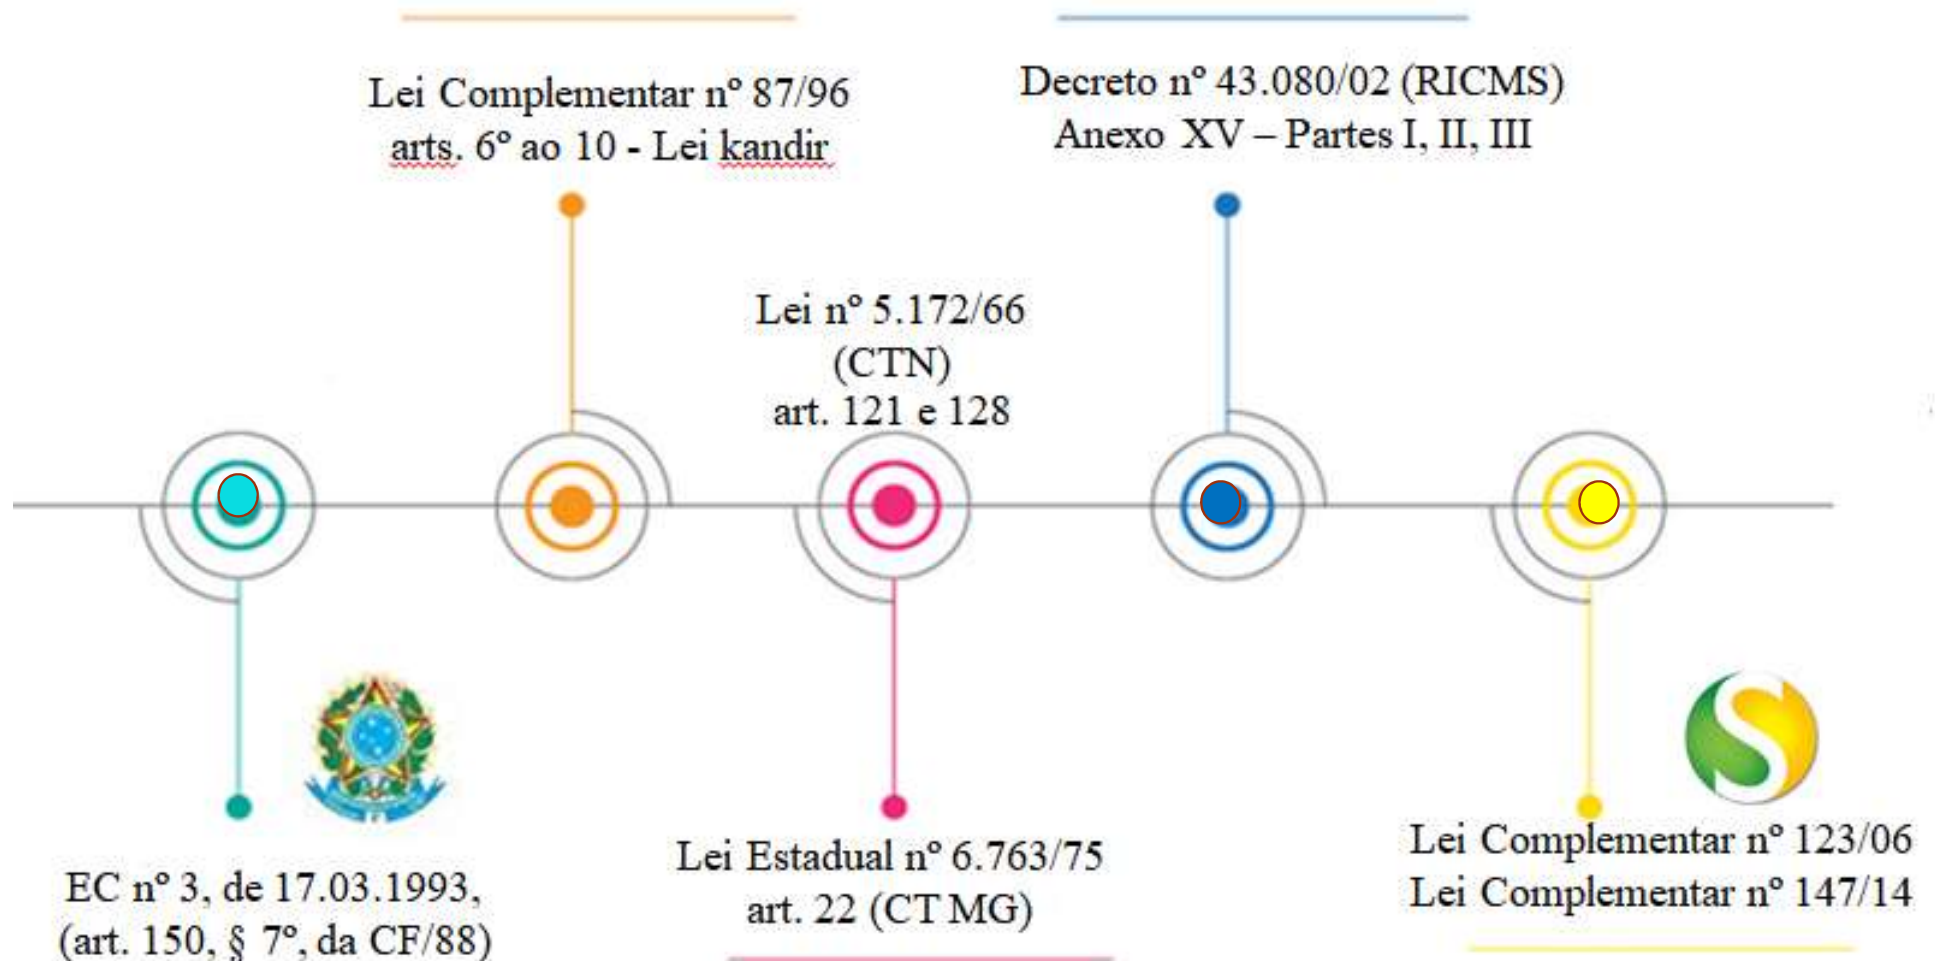 Lei Complementar nº 87/96
arts. 6º ao 10 - Lei kandir
Decreto nº 43.080/02 (RICMS)
Anexo XV – Partes I, II, III
Lei nº 5.172/66
(CTN)
art. 121 e 128
EC nº 3, de 17.03.1993,
(art. 150, § 7º, da CF/88)
Lei Estadual nº 6.763/75
art. 22 (CT MG)
Lei Complementar nº 123/06
Lei Complementar nº 147/14